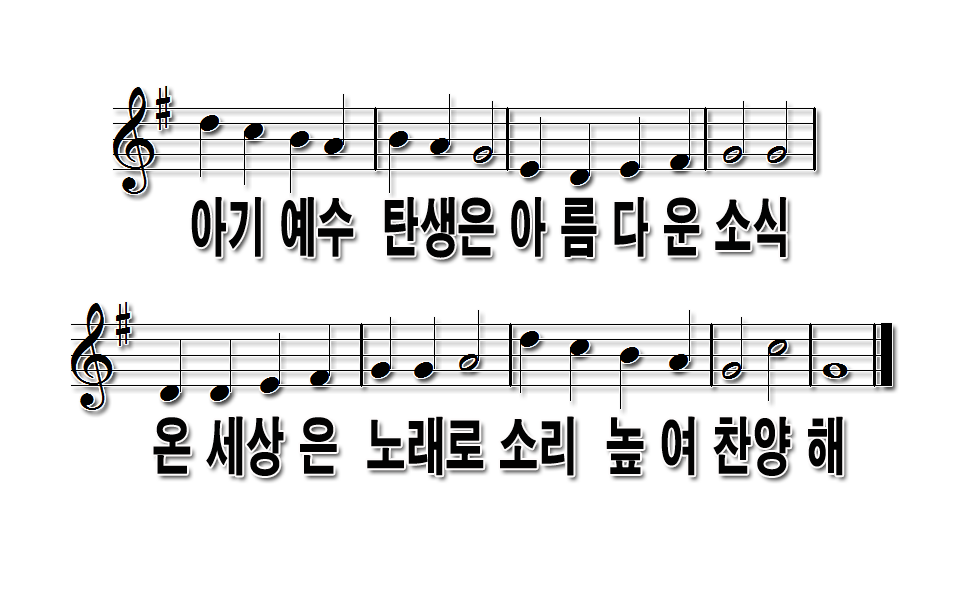 아기 예수 탄생은 아 름 다 운 소식
온 세상 은 노래로 소리 높 여 찬양 해